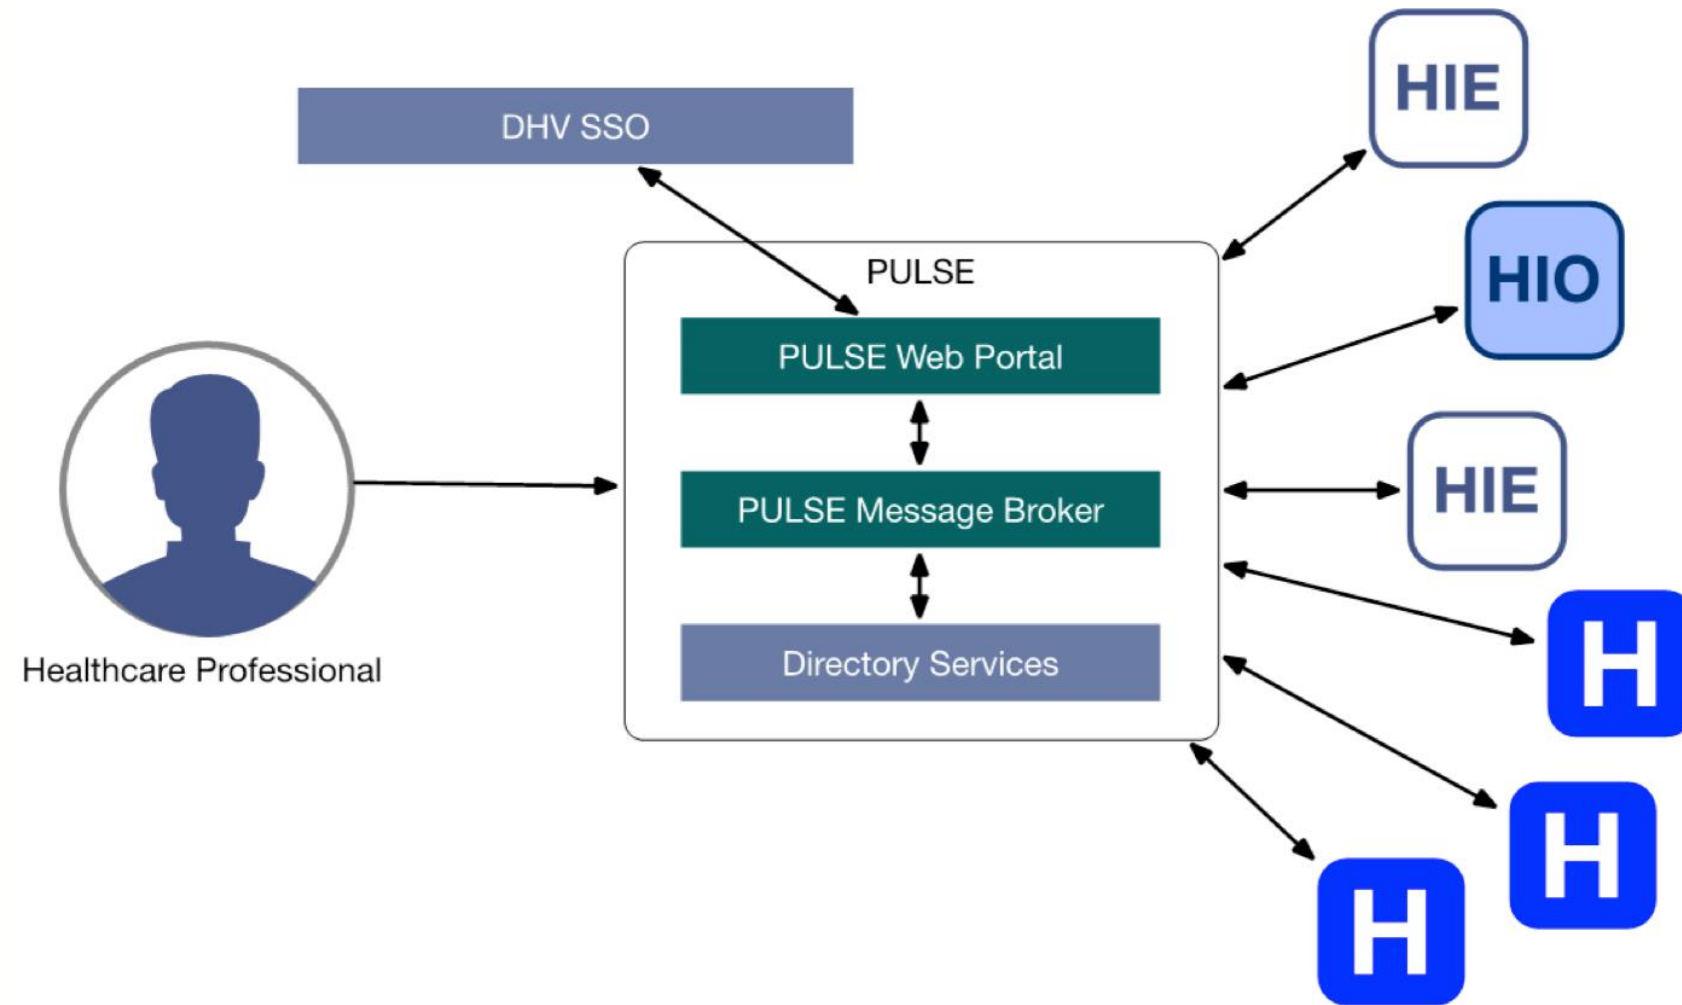 HIE
DHV SSO
HIO
PULSE
PULSE Web Portal
HIE
PULSE Message Broker
Healthcare Professional
Directory Services
H
H
H